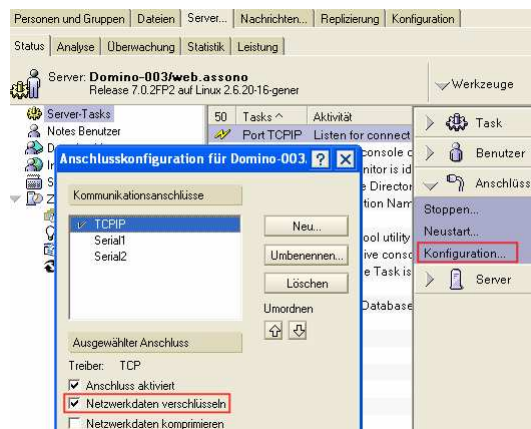 Personen und Gruppen Dateien Server... Nachrichten... Replizierung Konfiguration
Status Analyse Überwachung Statistik Leistung
Server: Domino-003/web.assono
Release 7.0.2FP2 auf Linux 2.6.20-16-gener
Werkzeuge
Server-Tasks
Notes Benutzer
50 Tasks Aktivität
Port TCPIP Listen for connect
Task
Benutzer
Anschlüss
Stoppen...
Neustart...
Konfiguration...
Server
Anschlusskonfiguration für Domino-003.
Kommunikationsanschlüsse
TCPIP
Serial1
Serial2
Neu...
Umbenennen...
Löschen
Umordnen
Ausgewählter Anschluss
Treiber: TCP
Anschluss aktiviert
Netzwerkdaten verschlüsseln
Netzwerkdaten komprimieren
console c
nitor is id
e Director
tion Nam
ool utility
ive conso
e Task is
Database